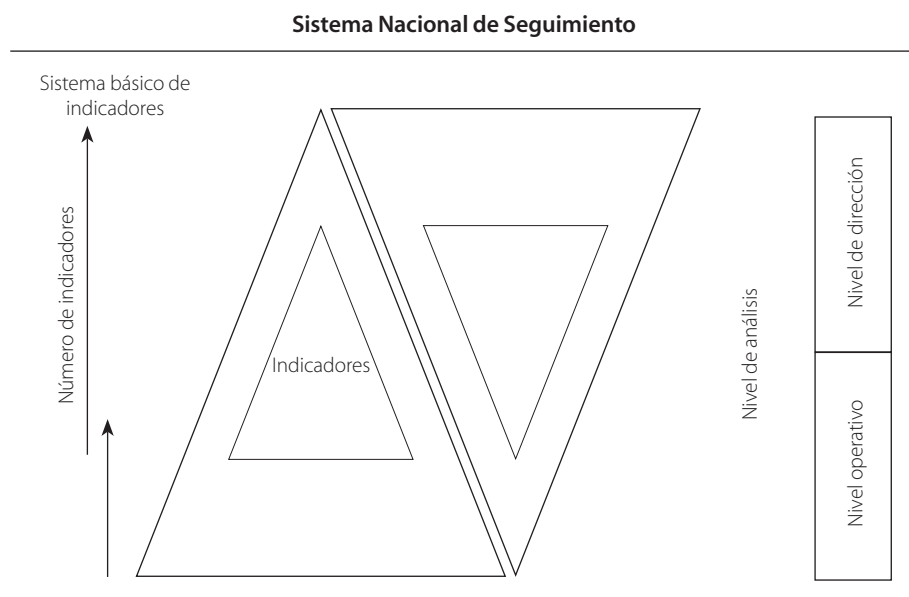 Sistema Nacional de Seguimiento
Sistema básico de
indicadores
Número de indicadores
Indicadores
Nivel de análisis
Nivel de dirección
Nivel operativo